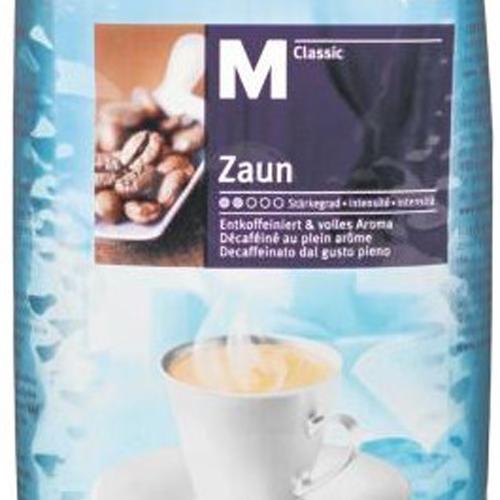 M Classic
Zaun
Stärkegrad • intensité • intensità
Entkoffeiniert & volles Aroma
Décaféiné au plein arôme
Decaffeinato dal gusto pieno